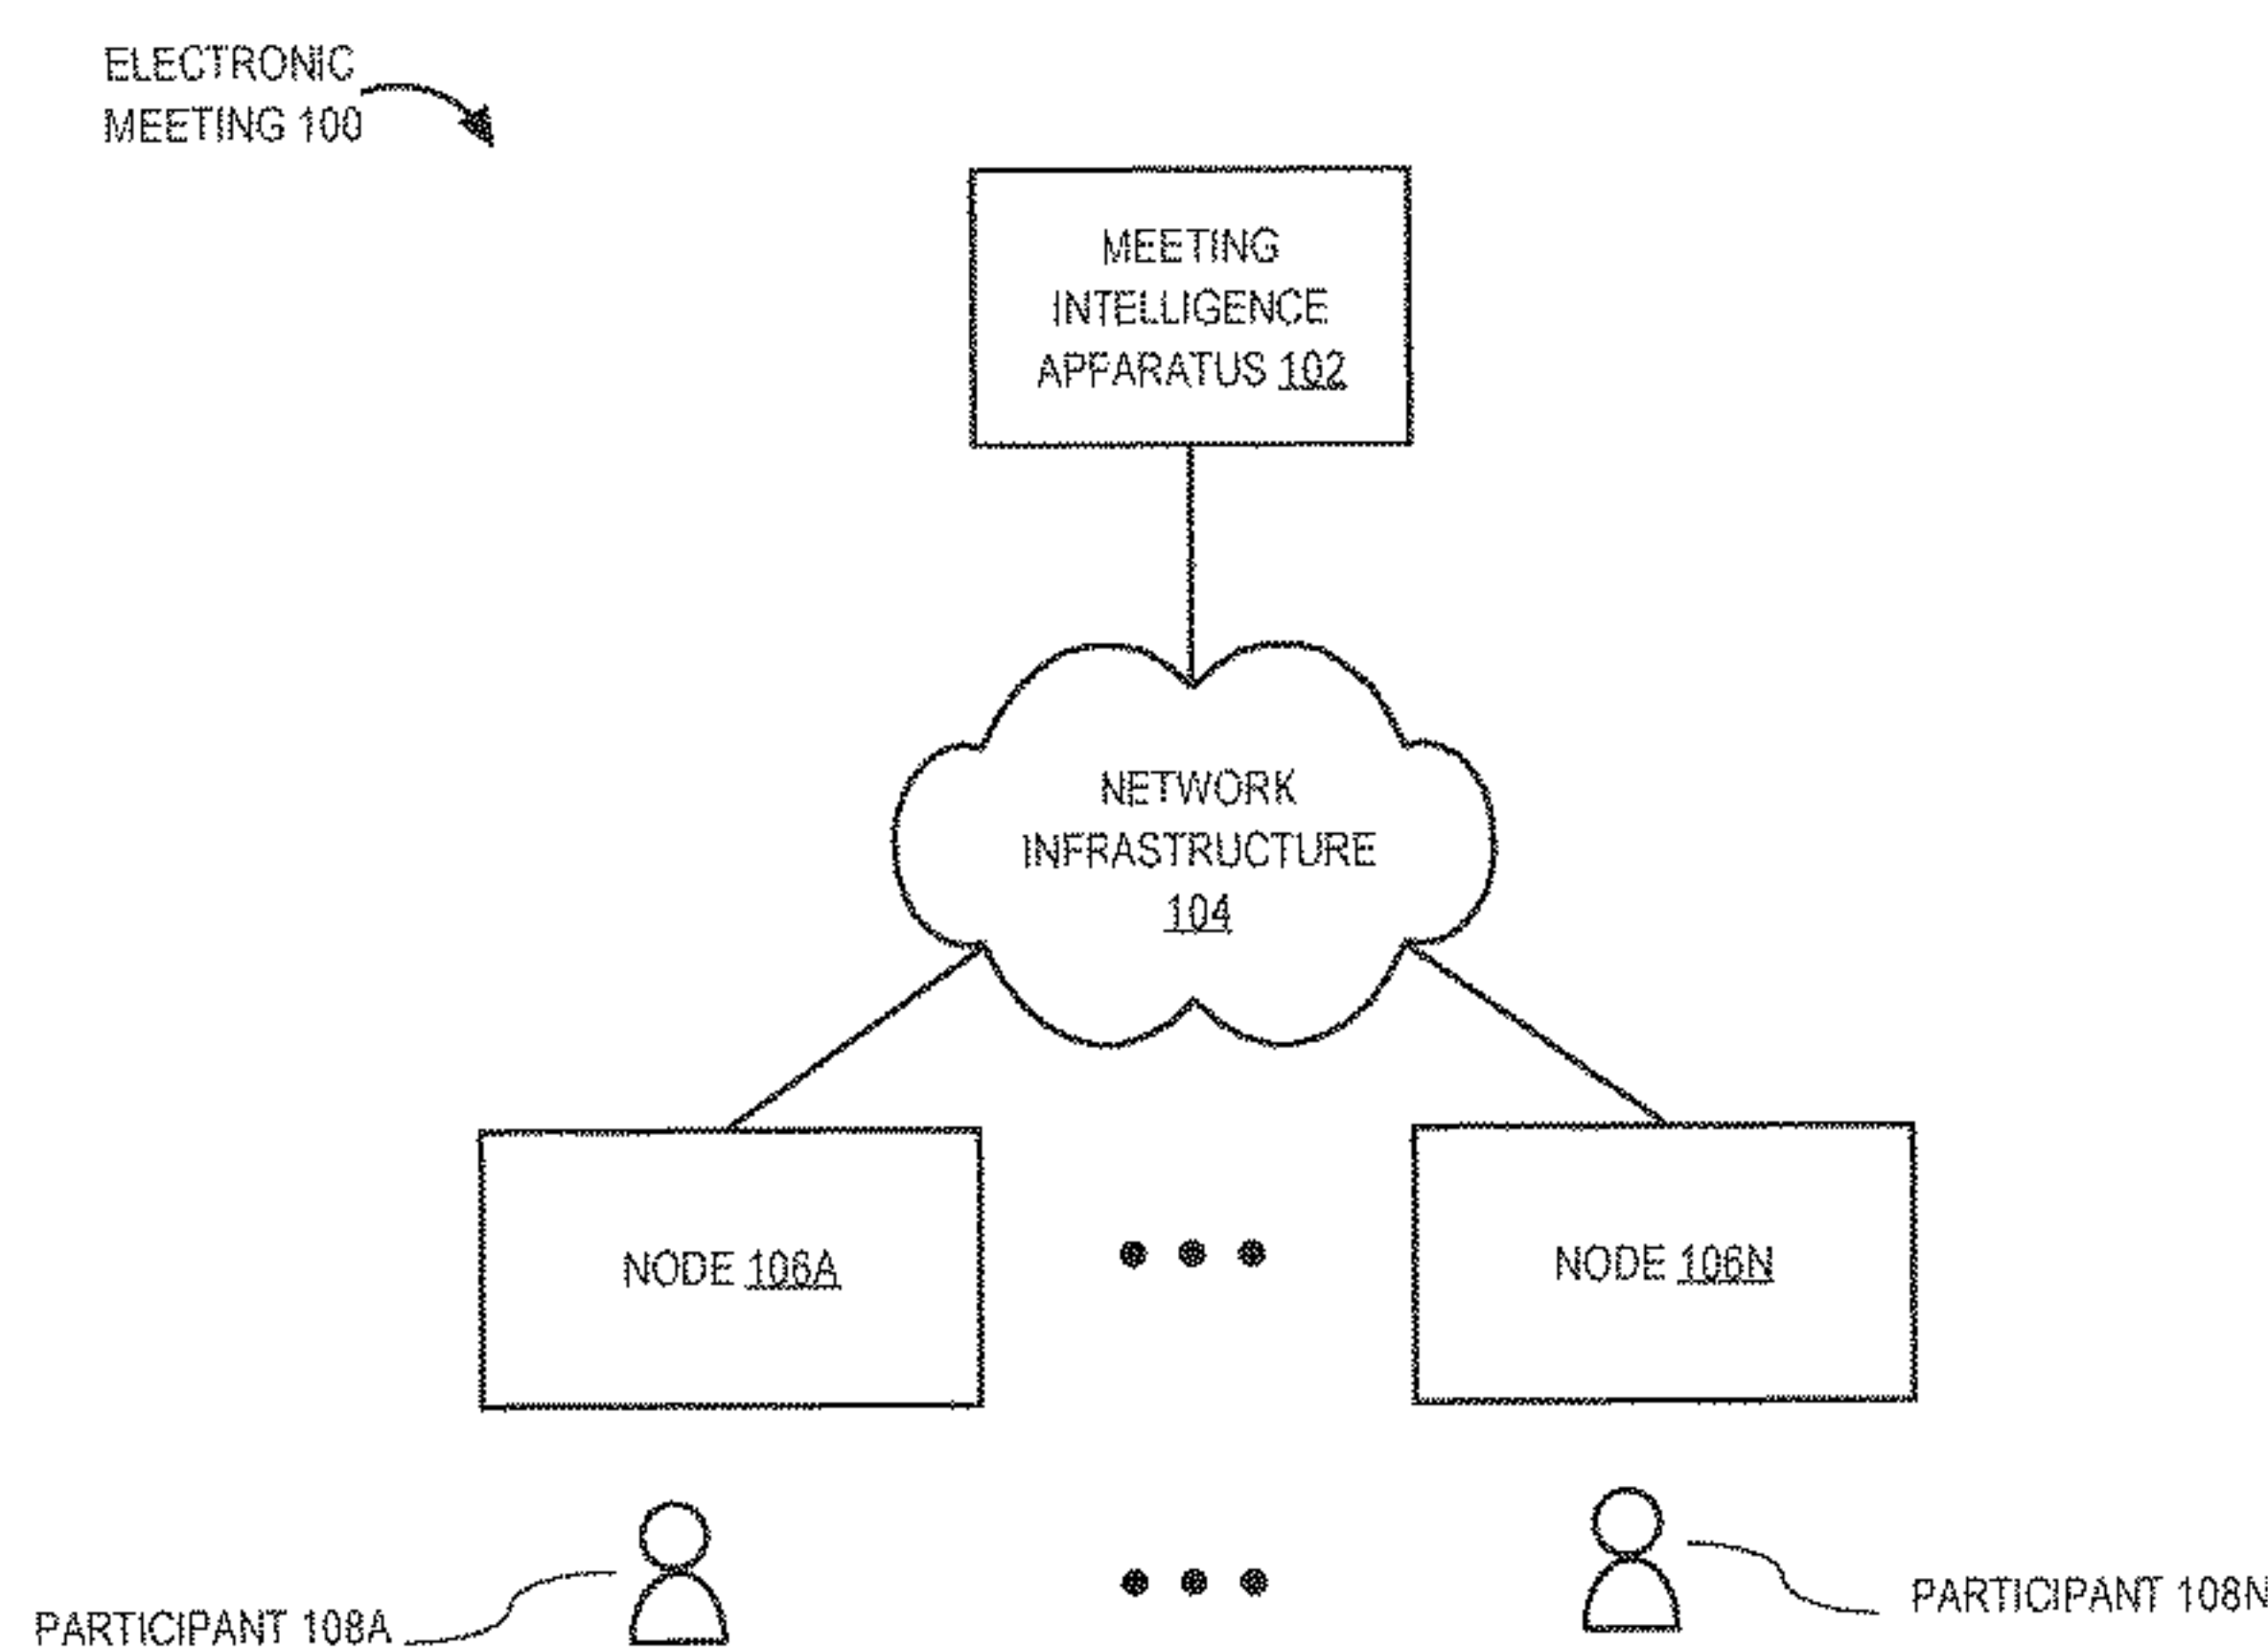 ELECTRONIC
MEETING 100
MEETING
INTELLIGENCE
APPARATUS 102
NETWORK
INFRASTRUCTURE
104
NODE 106A
NODE 106N
PARTICIPANT 108A
PARTICIPANT 108N